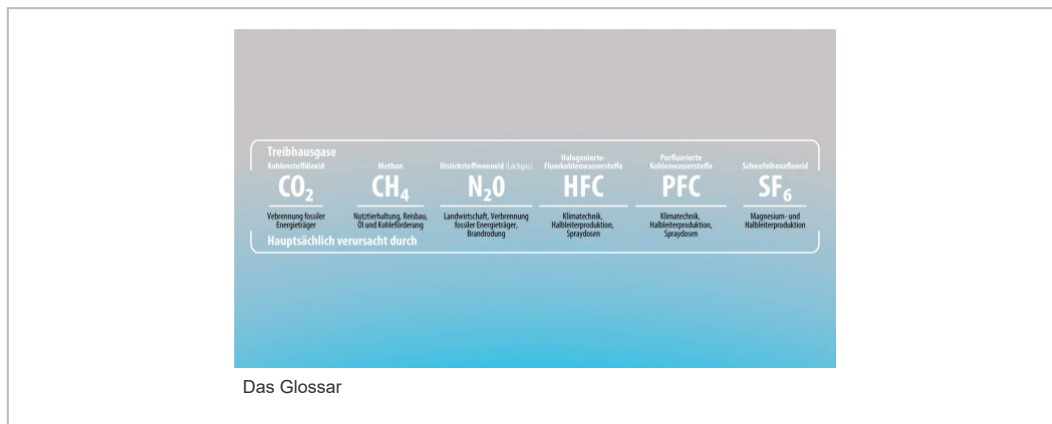 Treibhausgase
Kohlenstoffdioxid
Methan
Distickstoffmonoxid (Lachgas)
Halogenierte-
Fluorkohlenwasserstoffe
Perfluorierte
Kohlenwasserstoffe
Schwefelhexafluorid
CO₂
CH₄
N₂O
HFC
PFC
SF₆
Vebrennung fossiler
Energieträger
Nutztierhaltung, Reisbau,
Öl und Kohleförderung
Landwirtschaft, Verbrennung
fossiler Energieträger,
Brandrodung
Klimatechnik,
Halbleiterproduktion,
Spraydosen
Klimatechnik,
Halbleiterproduktion,
Spraydosen
Magnesium- und
Halbleiterproduktion
Hauptsächlich verursacht durch
Das Glossar